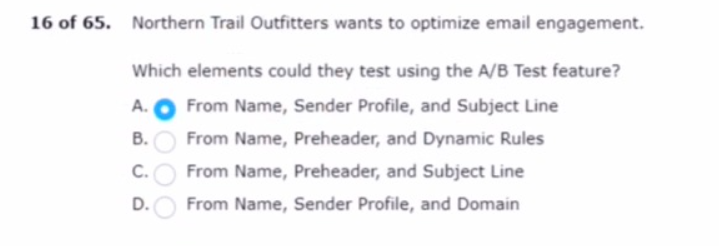 16 of 65. Northern Trail Outfitters wants to optimize email engagement.
Which elements could they test using the A/B Test feature?
A. From Name, Sender Profile, and Subject Line
B. From Name, Preheader, and Dynamic Rules
C. From Name, Preheader, and Subject Line
D. From Name, Sender Profile, and Domain